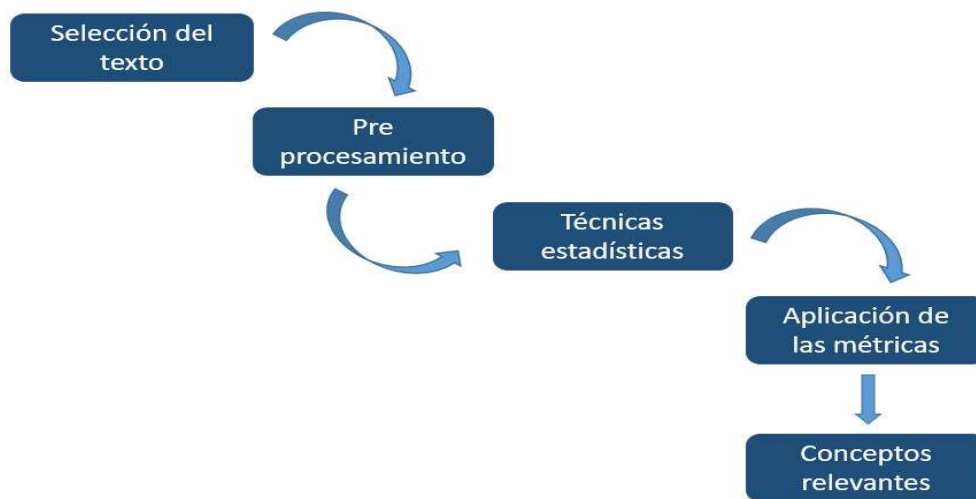 Selección del
texto
Pre
procesamiento
Técnicas
estadísticas
Aplicación de
las métricas
Conceptos
relevantes